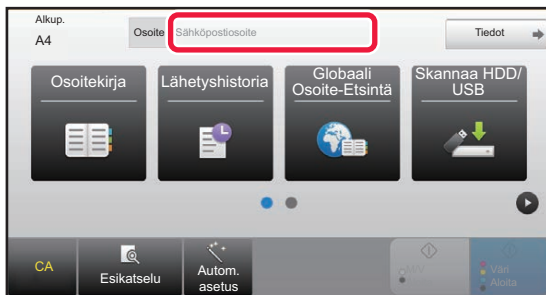 Alkup.
A4
Osoite
Sähköpostiosoite
Tiedot
Osoitekirja
Lähetyshistoria
Globaali
Osoite-Etsintä
Skannaa HDD/
USB
CA
Esikatselu
Autom.
asetus
M/V
Aloita
Väri
Aloita